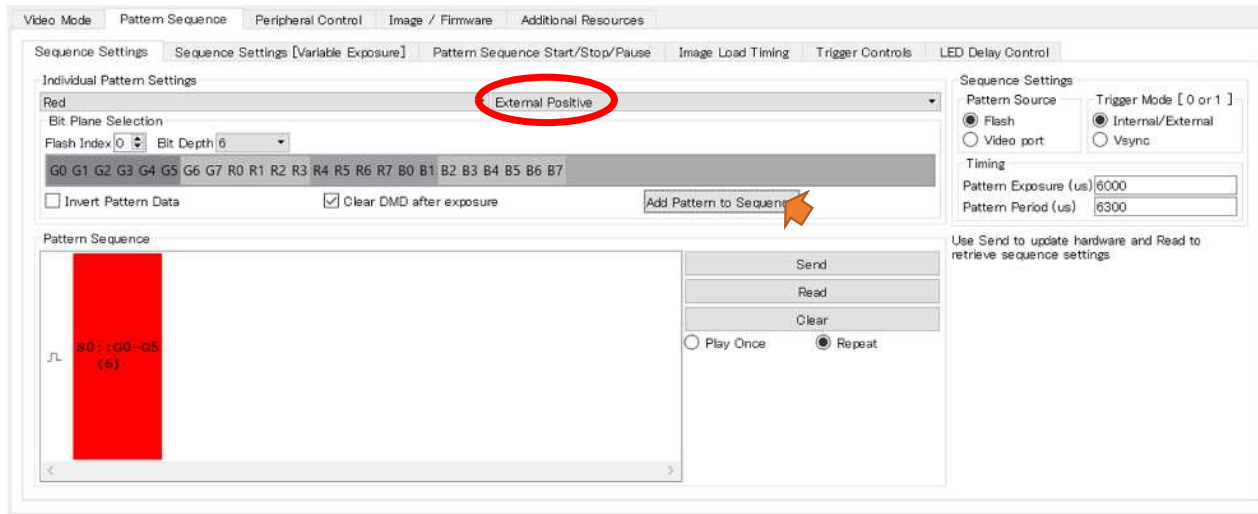 Video Mode Pattern Sequence Peripheral Control Image / Firmware Additional Resources
Sequence Settings Sequence Settings [Variable Exposure] Pattern Sequence Start/Stop/Pause Image Load Timing Trigger Controls LED Delay Control
Individual Pattern Settings
Red External Positive
Bit Plane Selection
Flash Index 0 Bit Depth 6
G0 G1 G2 G3 G4 G5 G6 G7 R0 R1 R2 R3 R4 R5 R6 R7 B0 B1 B2 B3 B4 B5 B6 B7
Invert Pattern Data Clear DMD after exposure Add Pattern to Sequence
Sequence Settings
Pattern Source Trigger Mode [ 0 or 1 ]
Flash Internal/External
Video port Vsync
Timing
Pattern Exposure (us) 6000
Pattern Period (us) 6300
Use Send to update hardware and Read to
retrieve sequence settings
Pattern Sequence
S0::G0-G5
(6)
Send
Read
Clear
Play Once Repeat